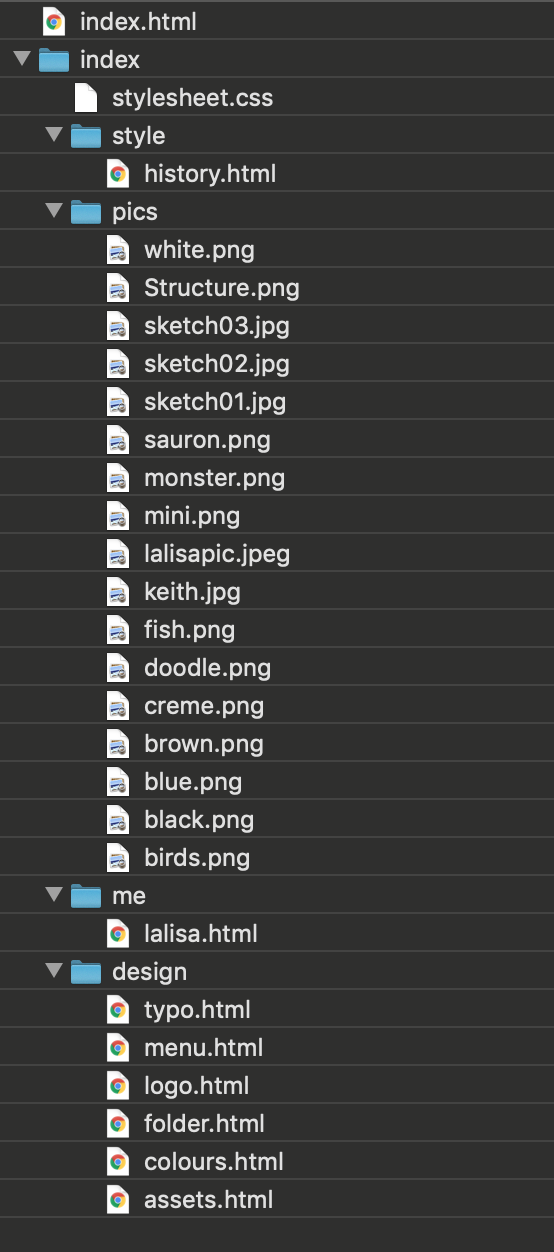 index.html
index
stylesheet.css
style
history.html
pics
white.png
Structure.png
sketch03.jpg
sketch02.jpg
sketch01.jpg
sauron.png
monster.png
mini.png
lalisapic.jpeg
keith.jpg
fish.png
doodle.png
creme.png
brown.png
blue.png
black.png
birds.png
me
lalisa.html
design
typo.html
menu.html
logo.html
folder.html
colours.html
assets.html